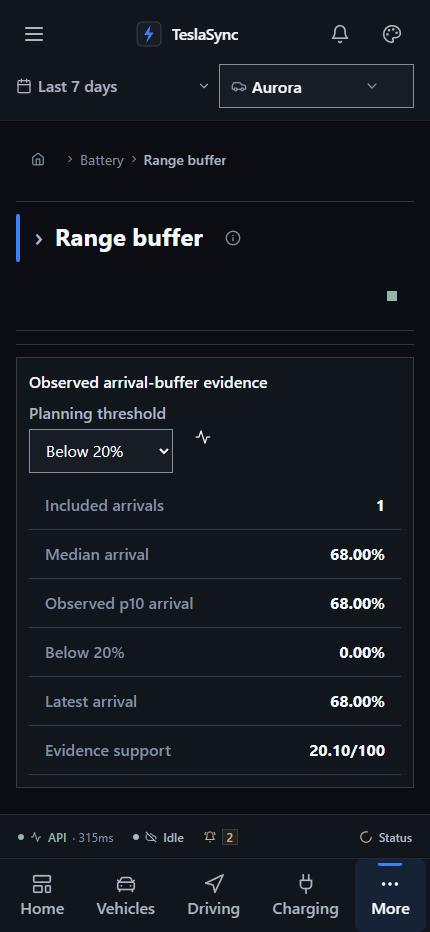 TeslaSync
Last 7 days
Aurora
Battery
Range buffer
Range buffer
Observed arrival-buffer evidence
Planning threshold
Below 20%
Included arrivals 1
Median arrival 68.00%
Observed p10 arrival 68.00%
Below 20% 0.00%
Latest arrival 68.00%
Evidence support 20.10/100
API · 315ms Idle 2 Status
Home Vehicles Driving Charging More